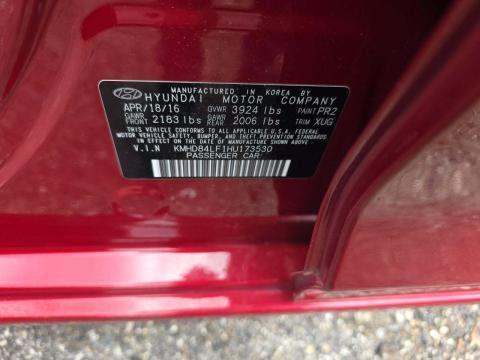 MANUFACTURED IN KOREA BY
HYUNDAI MOTOR COMPANY
APR/18/16 GVWR 3924 lbs PAINT PR2
GAWR FRONT 2183 lbs GAWR REAR 2006 lbs TRIM XUG
THIS VEHICLE CONFORMS TO ALL APPLICABLE U.S.A. FEDERAL
MOTOR VEHICLE SAFETY, BUMPER, AND THEFT PREVENTION
STANDARDS IN EFFECT ON THE DATE OF MANUFACTURE SHOWN ABOVE.
V.I.N KMHD84LF1HU173530
PASSENGER CAR